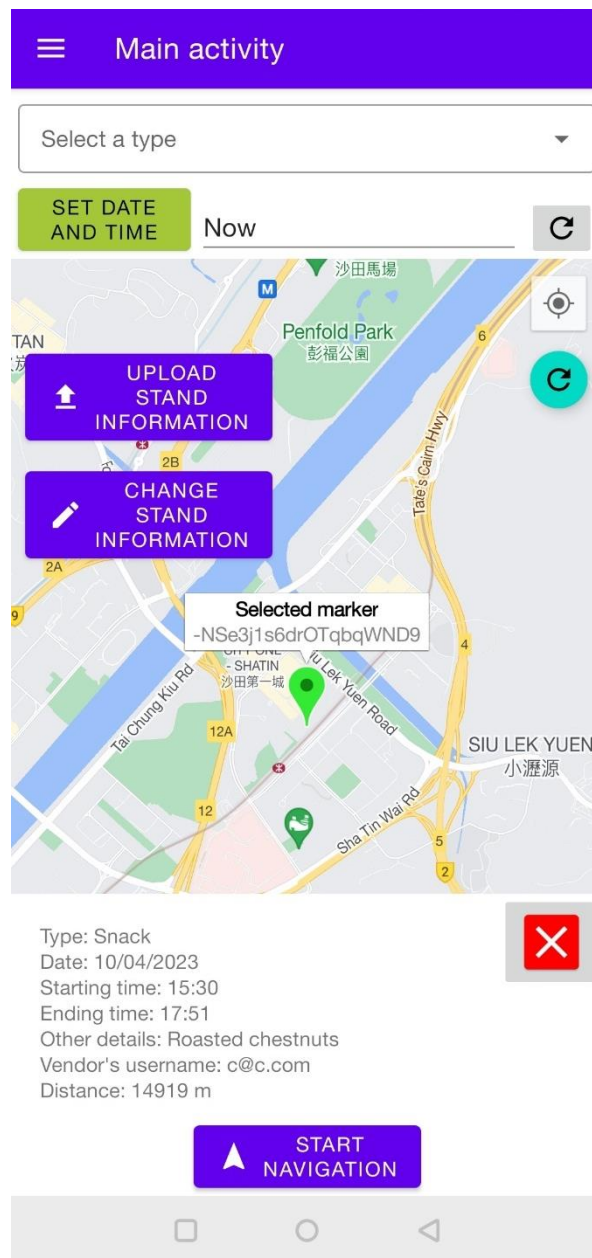 Main activity
Select a type
SET DATE
AND TIME
Now
沙田馬場
M
Penfold Park
彭福公園
6
TAN
炭
UPLOAD
STAND
INFORMATION
Tate's Cairn Hwy
2B
CHANGE
STAND
INFORMATION
2A
9
Selected marker
-NSe3j1s6drOTqbqWND9
CITY ONE
- SHATIN
沙田第一城
Siu Lek Yuen Road
4
Tai Chung Kiu Rd
12A
SIU LEK YUEN
小瀝源
12
Sha Tin Wai Rd
5
2
Type: Snack
Date: 10/04/2023
Starting time: 15:30
Ending time: 17:51
Other details: Roasted chestnuts
Vendor's username: c@c.com
Distance: 14919 m
START
NAVIGATION